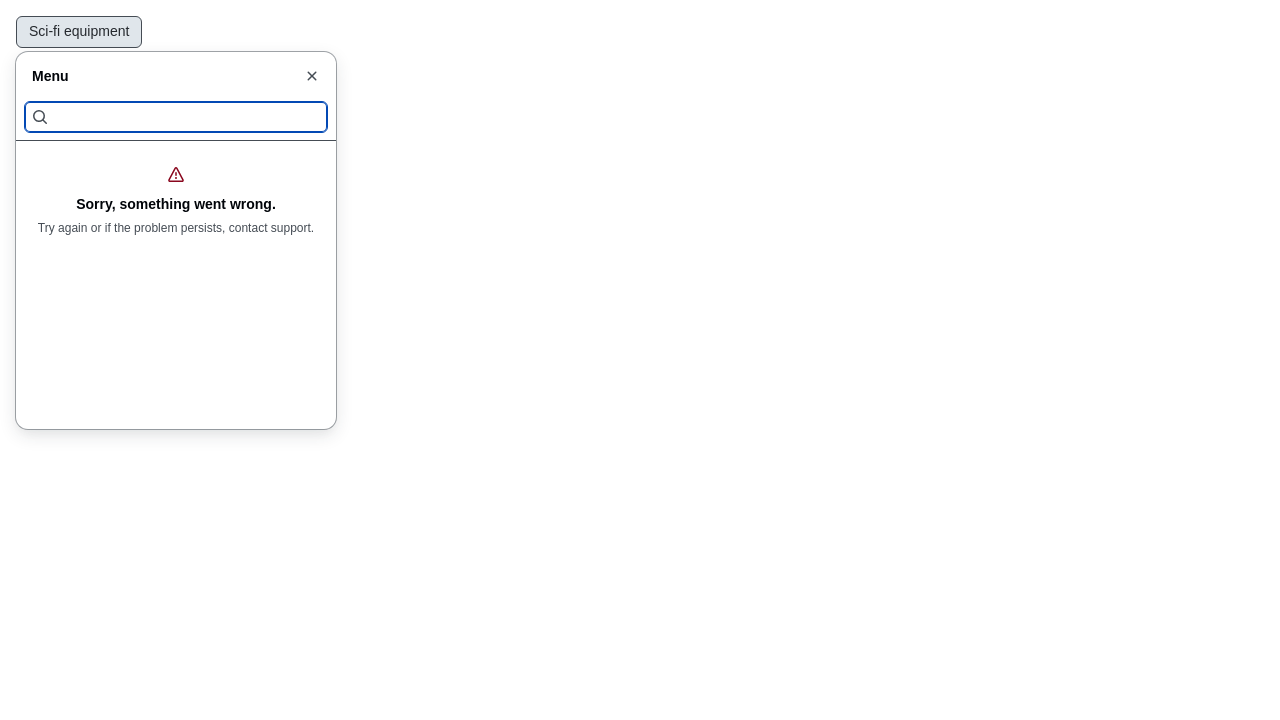 Sci-fi equipment
Menu
Sorry, something went wrong.
Try again or if the problem persists, contact support.